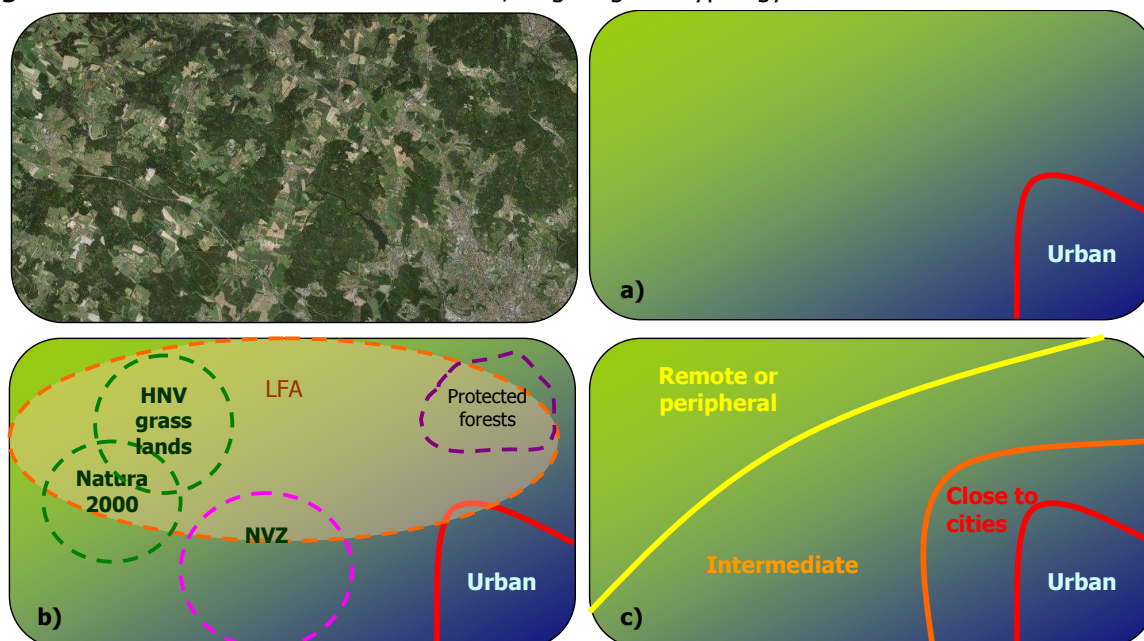 Urban
a)
LFA
HNV
grass
lands
Protected
forests
Natura
2000
NVZ
Urban
b)
Remote or
peripheral
Close to
cities
Intermediate
Urban
c)